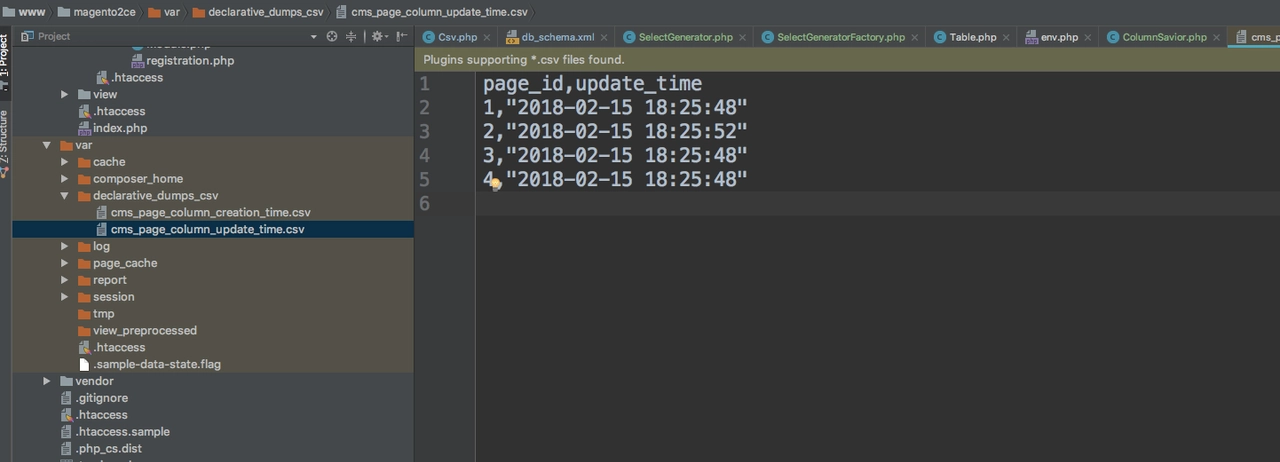 www magento2ce var declarative_dumps_csv cms_page_column_update_time.csv
Project
Csv.php db_schema.xml SelectGenerator.php SelectGeneratorFactory.php Table.php env.php ColumnSavior.php cms_p
1: Project
Z: Structure
registration.php
.htaccess
view
.htaccess
index.php
var
cache
composer_home
declarative_dumps_csv
cms_page_column_creation_time.csv
cms_page_column_update_time.csv
log
page_cache
report
session
tmp
view_preprocessed
.htaccess
.sample-data-state.flag
vendor
.gitignore
.htaccess
.htaccess.sample
.php_cs.dist
Plugins supporting *.csv files found.
1 page_id,update_time
2 1,"2018-02-15 18:25:48"
3 2,"2018-02-15 18:25:52"
4 3,"2018-02-15 18:25:48"
5 4,"2018-02-15 18:25:48"
6